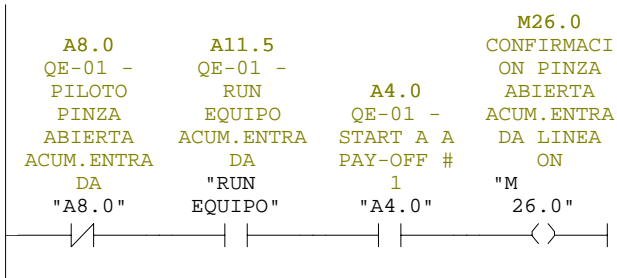 A8.0
QE-01 -
PILOTO
PINZA
ABIERTA
ACUM.ENTRA
DA
"A8.0"
A11.5
QE-01 -
RUN
EQUIPO
ACUM.ENTRA
DA
"RUN
EQUIPO"
A4.0
QE-01 -
START A A
PAY-OFF #
1
"A4.0"
M26.0
CONFIRMACI
ON PINZA
ABIERTA
ACUM.ENTRA
DA LINEA
ON
"M
26.0"